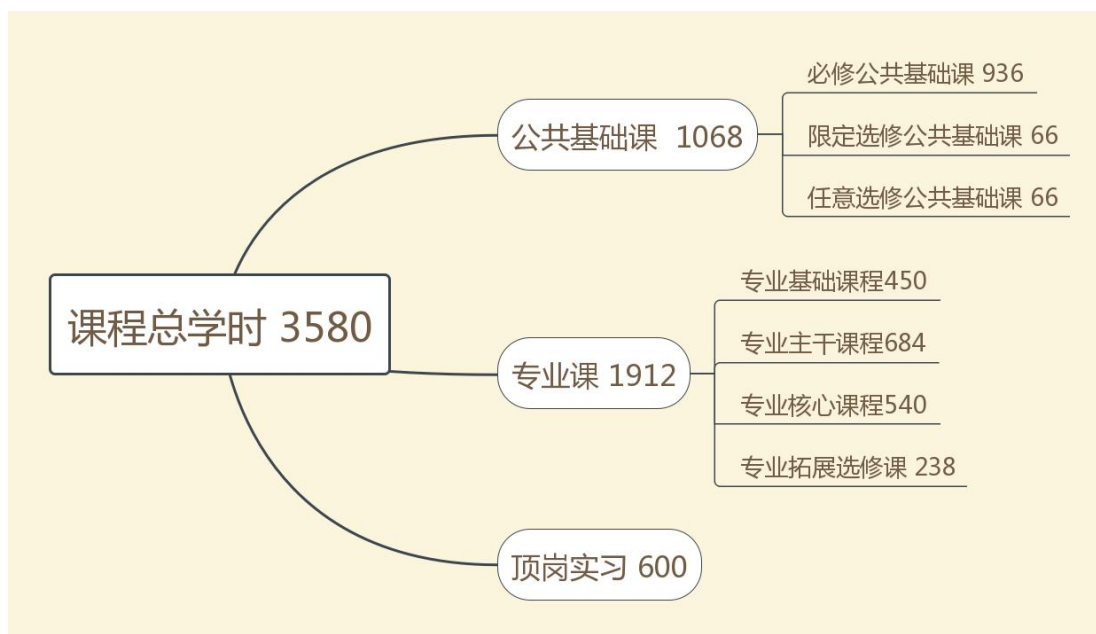 课程总学时 3580
公共基础课 1068
必修公共基础课 936
限定选修公共基础课 66
任意选修公共基础课 66
专业课 1912
专业基础课程450
专业主干课程684
专业核心课程540
专业拓展选修课 238
顶岗实习 600